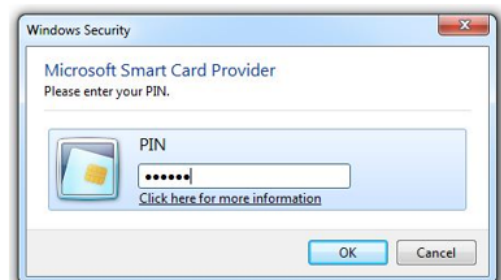 Windows Security
Microsoft Smart Card Provider
Please enter your PIN.
PIN
••••••
Click here for more information
OK
Cancel